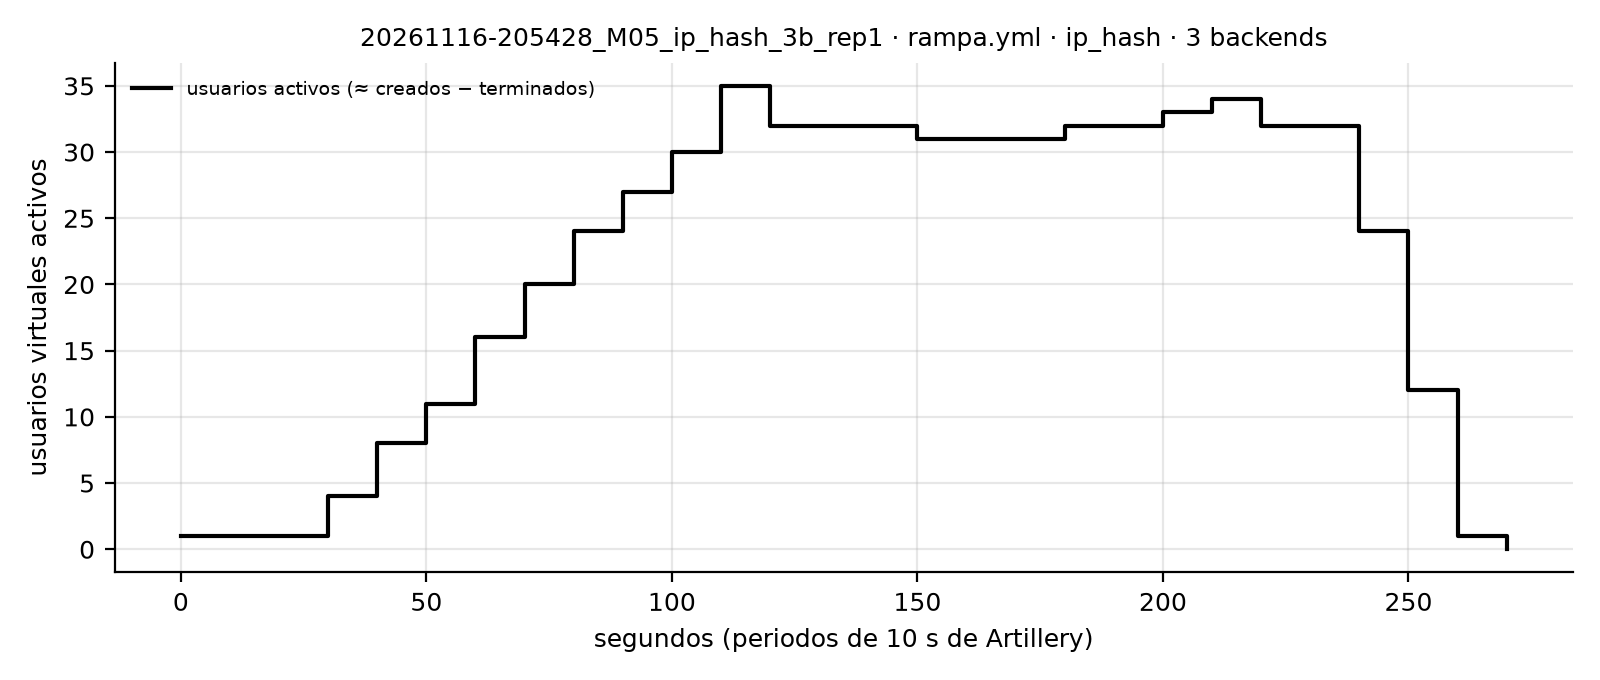 20261116-205428_M05_ip_hash_3b_rep1 · rampa.yml · ip_hash · 3 backends
usuarios activos (≈ creados − terminados)
usuarios virtuales activos
35
30
25
20
15
10
5
0
0 50 100 150 200 250
segundos (periodos de 10 s de Artillery)